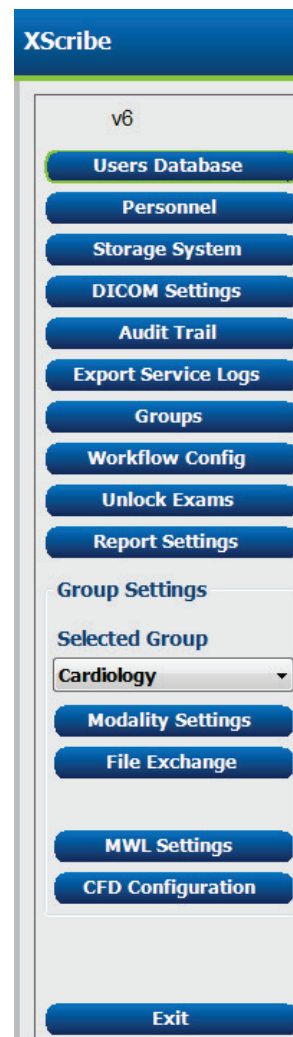 XScribe
v6
Users Database
Personnel
Storage System
DICOM Settings
Audit Trail
Export Service Logs
Groups
Workflow Config
Unlock Exams
Report Settings
Group Settings
Selected Group
Cardiology
Modality Settings
File Exchange
MWL Settings
CFD Configuration
Exit